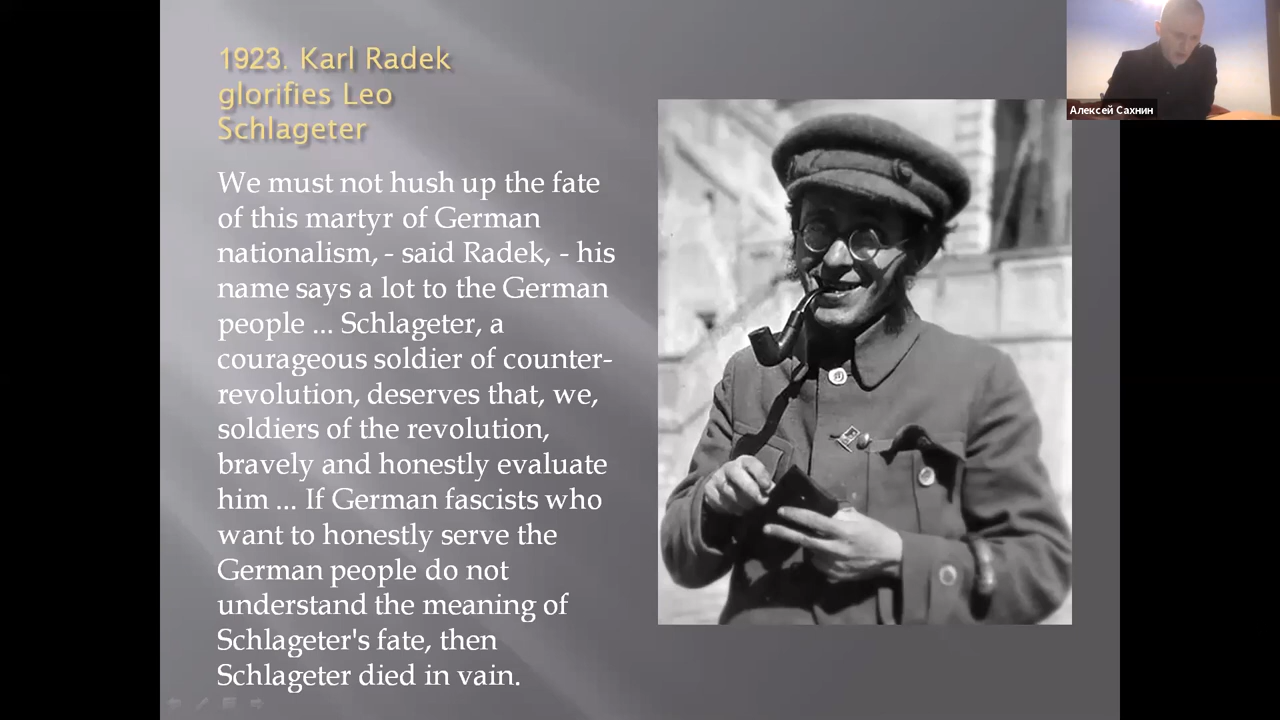 1923. Karl Radek
glorifies Leo
Schlageter
We must not hush up the fate
of this martyr of German
nationalism, - said Radek, - his
name says a lot to the German
people ... Schlageter, a
courageous soldier of counter-
revolution, deserves that, we,
soldiers of the revolution,
bravely and honestly evaluate
him ... If German fascists who
want to honestly serve the
German people do not
understand the meaning of
Schlageter's fate, then
Schlageter died in vain.
Алексей Сахнин